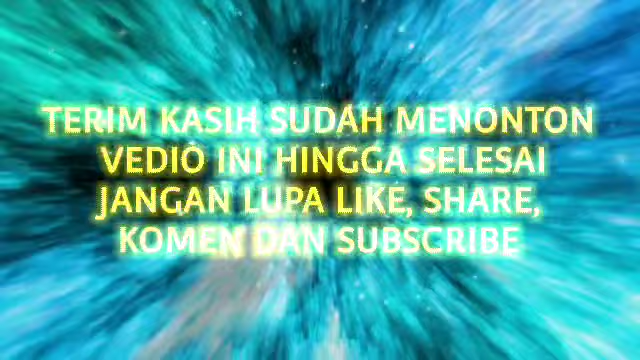 TERIM KASIH SUDAH MENONTON
VEDIO INI HINGGA SELESAI
JANGAN LUPA LIKE, SHARE,
KOMEN DAN SUBSCRIBE